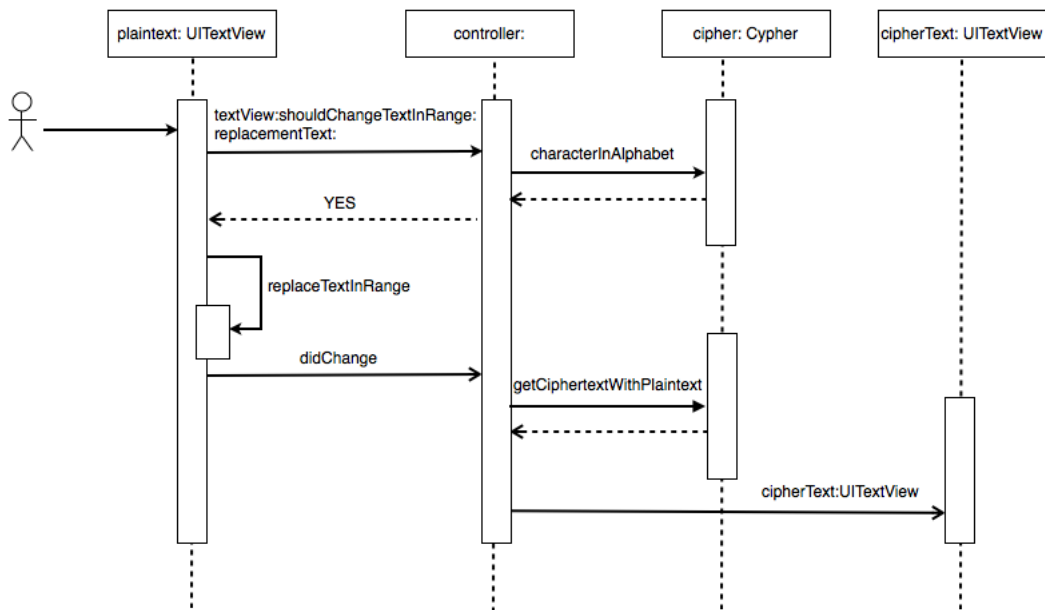 plaintext: UITextView
controller:
cipher: Cypher
cipherText: UITextView
textView:shouldChangeTextInRange:
replacementText:
characterInAlphabet
YES
replaceTextInRange
didChange
getCiphertextWithPlaintext
cipherText:UITextView